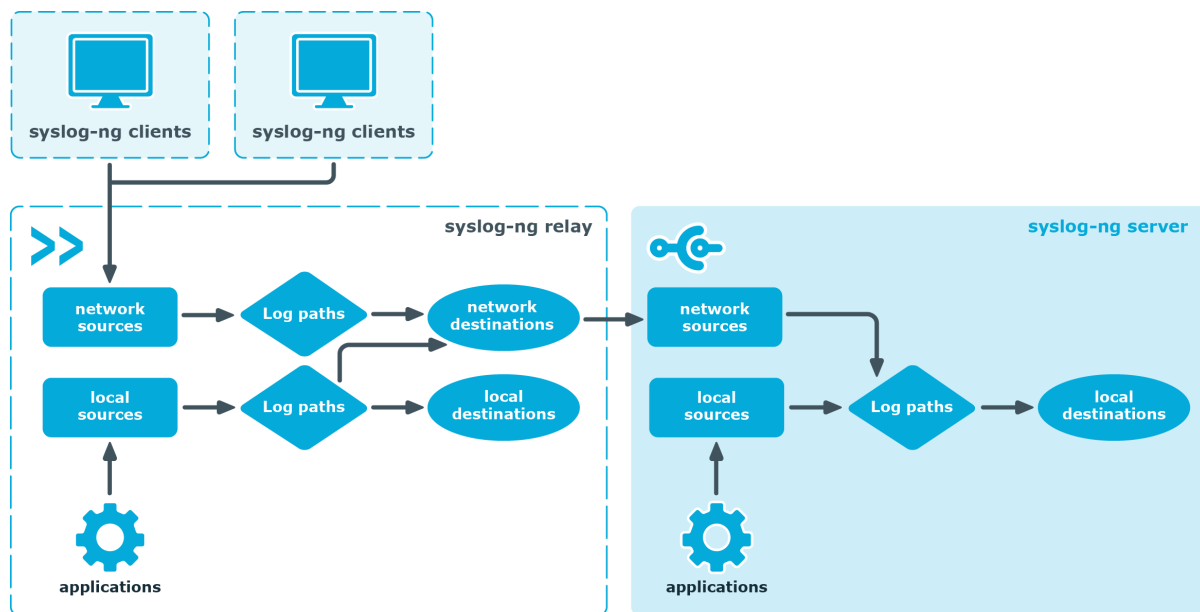 syslog-ng clients
syslog-ng clients
syslog-ng relay
network
sources
Log paths
network
destinations
local
sources
Log paths
local
destinations
applications
syslog-ng server
network
sources
local
sources
Log paths
local
destinations
applications